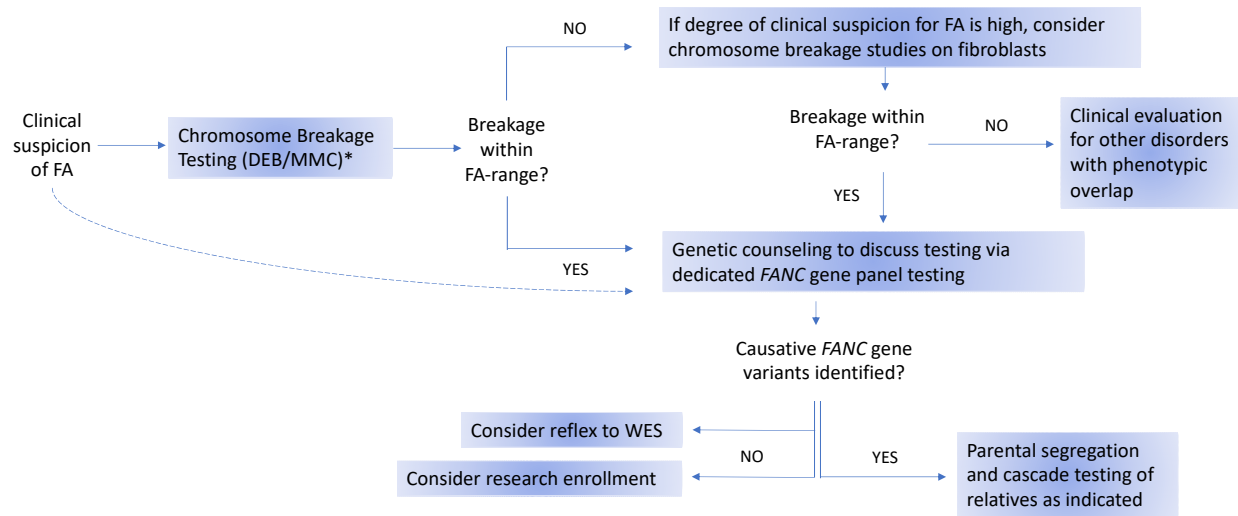 If degree of clinical suspicion for FA is high, consider
chromosome breakage studies on fibroblasts
NO
Clinical
suspicion
of FA
Chromosome Breakage
Testing (DEB/MMC)*
Breakage
within
FA-range?
Breakage within
FA-range?
NO
Clinical evaluation
for other disorders
with phenotypic
overlap
YES
YES
Genetic counseling to discuss testing via
dedicated FANC gene panel testing
Causative FANC gene
variants identified?
Consider reflex to WES
NO
Consider research enrollment
YES
Parental segregation
and cascade testing of
relatives as indicated